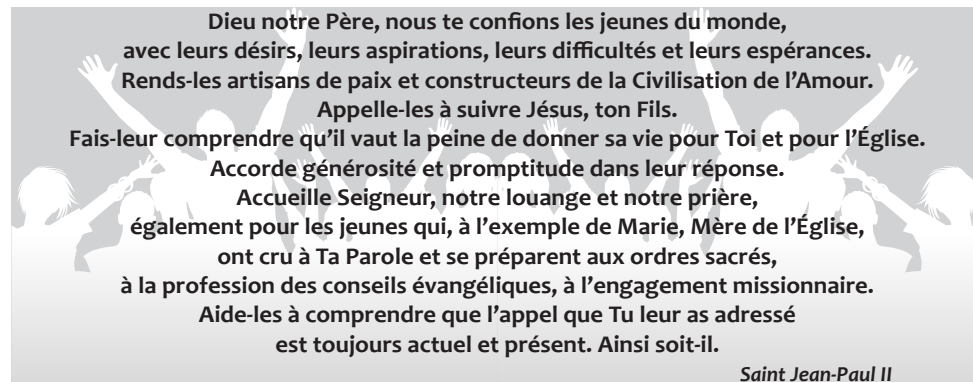 Dieu notre Père, nous te confions les jeunes du monde,
avec leurs désirs, leurs aspirations, leurs difficultés et leurs espérances.
Rends-les artisans de paix et constructeurs de la Civilisation de l’Amour.
Appelle-les à suivre Jésus, ton Fils.
Fais-leur comprendre qu’il vaut la peine de donner sa vie pour Toi et pour l’Église.
Accorde générosité et promptitude dans leur réponse.
Accueille Seigneur, notre louange et notre prière,
également pour les jeunes qui, à l’exemple de Marie, Mère de l’Église,
ont cru à Ta Parole et se préparent aux ordres sacrés,
à la profession des conseils évangéliques, à l’engagement missionnaire.
Aide-les à comprendre que l’appel que Tu leur as adressé
est toujours actuel et présent. Ainsi soit-il.
Saint Jean-Paul II